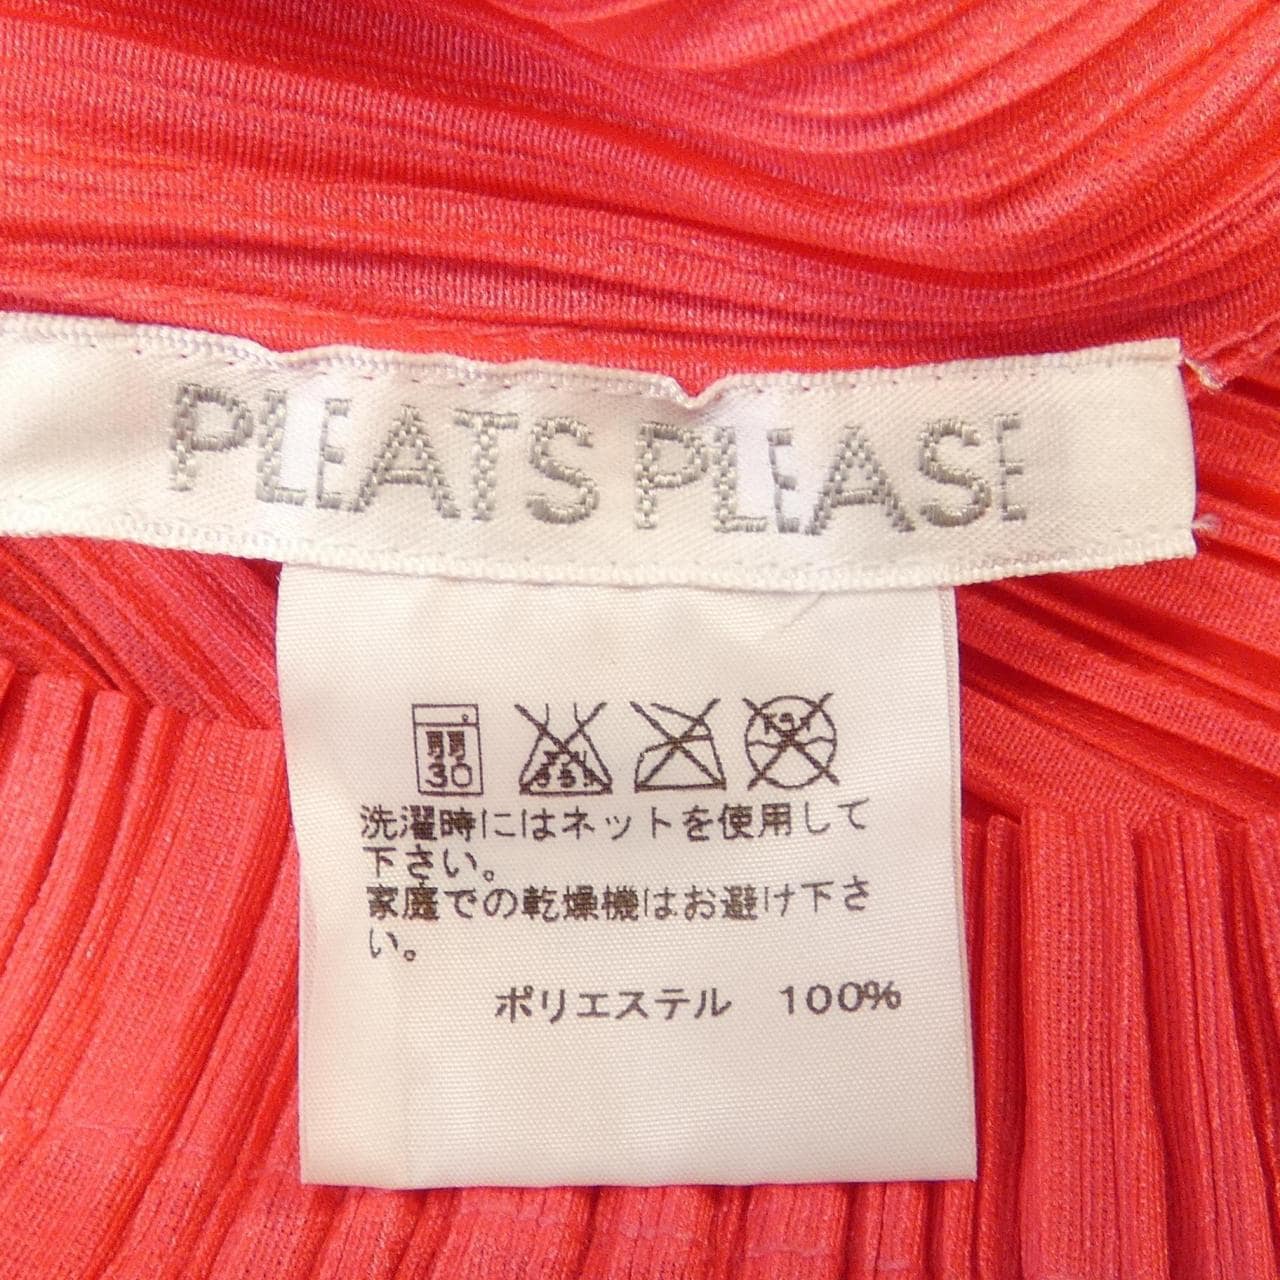 PLEATS PLEASE
弱 30
洗濯時にはネットを使用して
下さい。
家庭での乾燥機はお避け下さ
い。
ポリエステル 100%